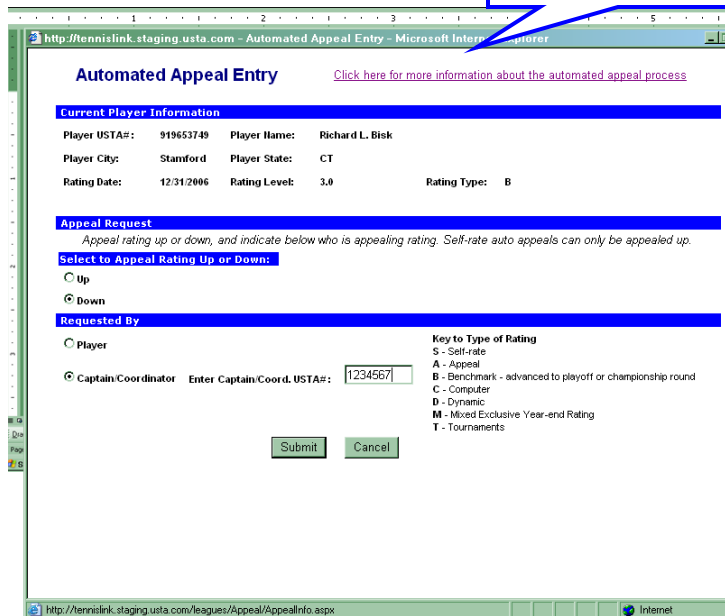 1 2 3 5
http://tennislink.staging.usta.com - Automated Appeal Entry - Microsoft Internet Explorer
Automated Appeal Entry Click here for more information about the automated appeal process
Current Player Information
Player USTA#: 919653749 Player Name: Richard L. Bisk
Player City: Stamford Player State: CT
Rating Date: 12/31/2006 Rating Level: 3.0 Rating Type: B
Appeal Request
Appeal rating up or down, and indicate below who is appealing rating. Self-rate auto appeals can only be appealed up.
Select to Appeal Rating Up or Down:
Up
Down
Requested By
Player
Captain/Coordinator Enter Captain/Coord. USTA#: 1234567
Key to Type of Rating
S - Self-rate
A - Appeal
B - Benchmark - advanced to playoff or championship round
C - Computer
D - Dynamic
M - Mixed Exclusive Year-end Rating
T - Tournaments
Submit Cancel
http://tennislink.staging.usta.com/leagues/Appeal/AppealInfo.aspx Internet